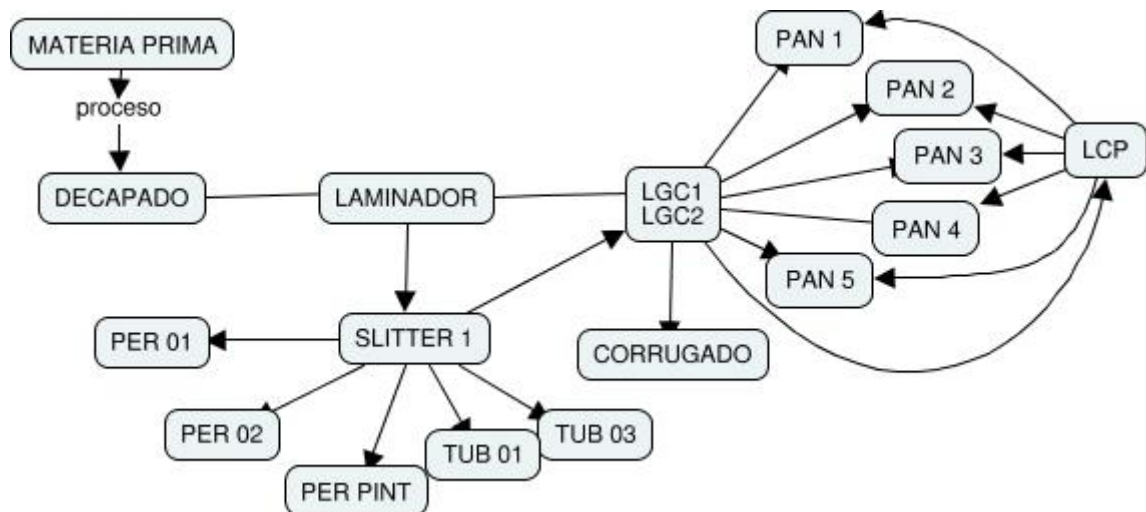 MATERIA PRIMA
proceso
DECAPADO
LAMINADOR
LGC1
LGC2
PAN 1
PAN 2
PAN 3
PAN 4
PAN 5
LCP
SLITTER 1
CORRUGADO
PER 01
PER 02
PER PINT
TUB 01
TUB 03